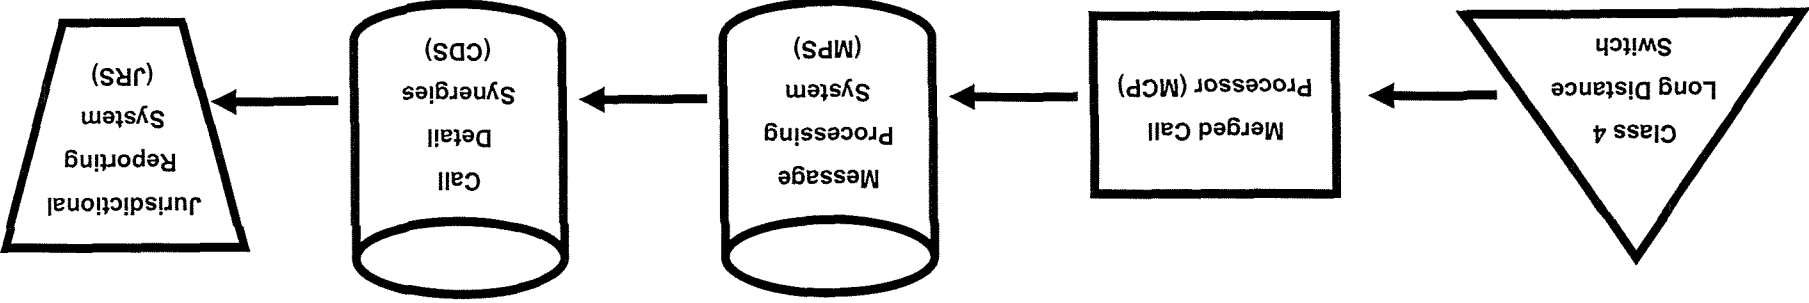 Class 4
Long Distance
Switch
Merged Call
Processor (MCP)
Message
Processing
System
(MPS)
Call
Detail
Synergies
(CDS)
Jurisdictional
Reporting
System
(JRS)